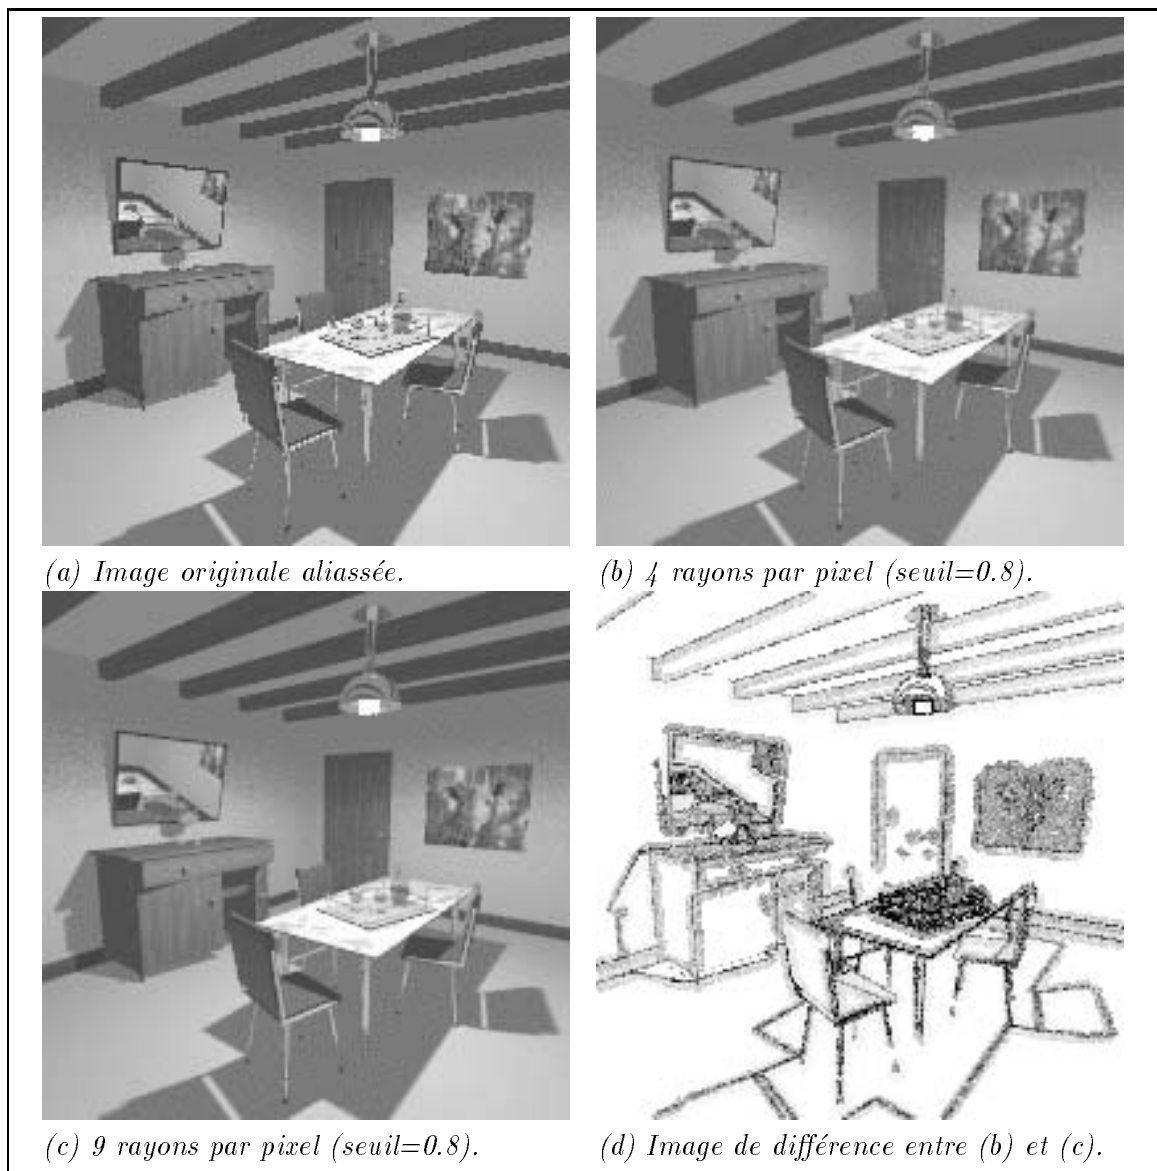 (a) Image originale aliassée.
(b) 4 rayons par pixel (seuil=0.8).
(c) 9 rayons par pixel (seuil=0.8).
(d) Image de différence entre (b) et (c).